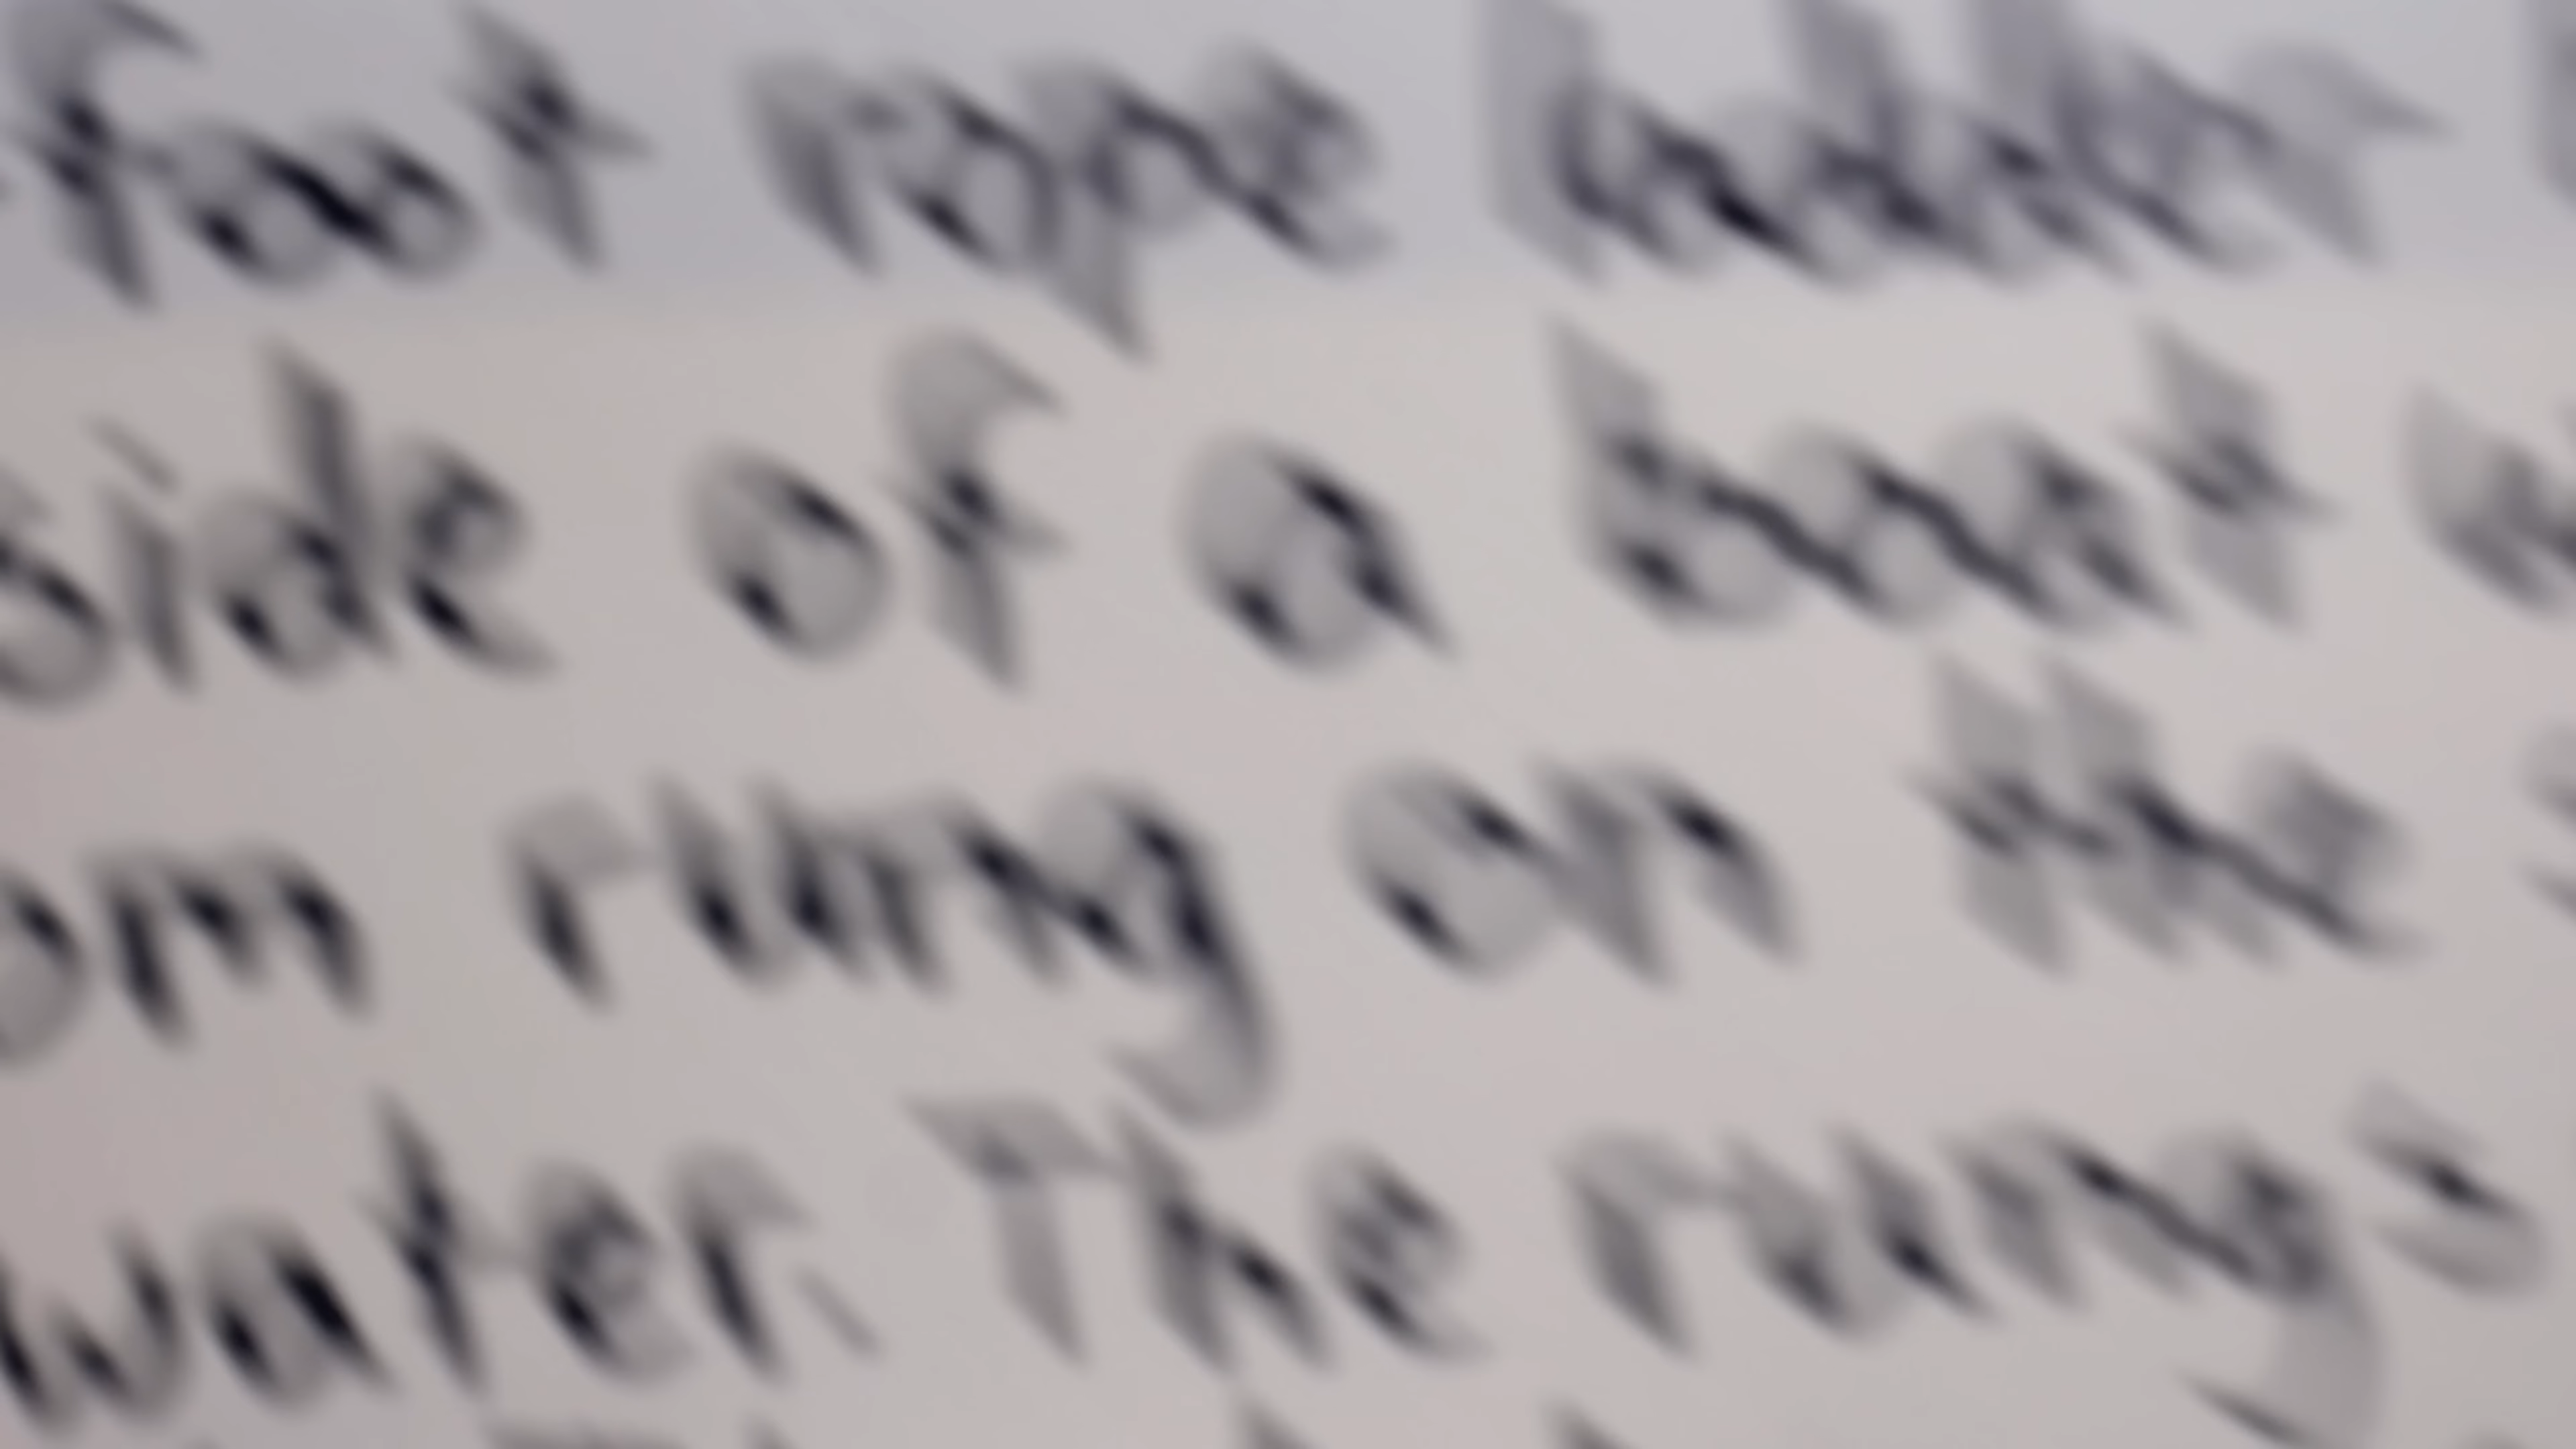 foot rope ladder
side of a boat
rung on the
water. The rungs